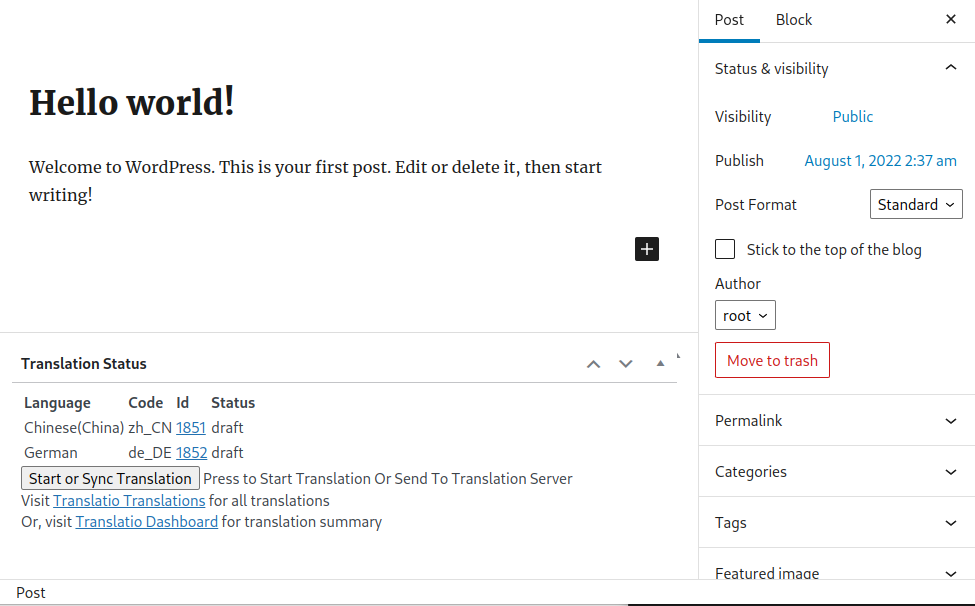 Hello world!
Welcome to WordPress. This is your first post. Edit or delete it, then start
writing!
Translation Status
Language Code Id Status
Chinese(China) zh_CN 1851 draft
German de_DE 1852 draft
Start or Sync Translation Press to Start Translation Or Send To Translation Server
Visit Translatio Translations for all translations
Or, visit Translatio Dashboard for translation summary
Post
Post Block
Status & visibility
Visibility Public
Publish August 1, 2022 2:37 am
Post Format Standard
Stick to the top of the blog
Author
root
Move to trash
Permalink
Categories
Tags
Featured image